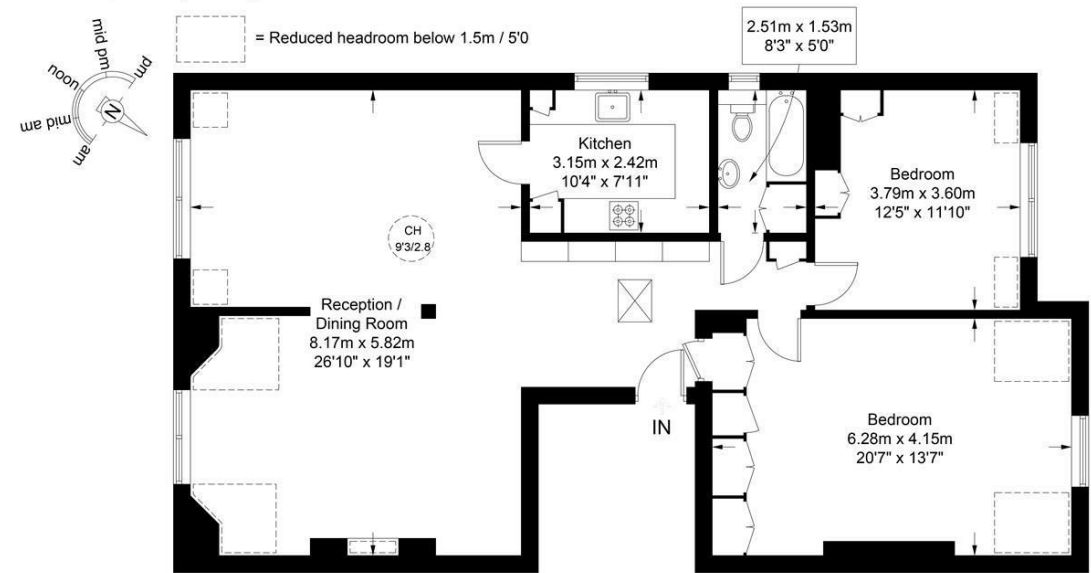 = Reduced headroom below 1.5m / 5'0
mid pm
pm
noon
mid am
am
N
2.51m x 1.53m
8'3" x 5'0"
Kitchen
3.15m x 2.42m
10'4" x 7'11"
Bedroom
3.79m x 3.60m
12'5" x 11'10"
CH
9'3/2.8
Reception /
Dining Room
8.17m x 5.82m
26'10" x 19'1"
IN
Bedroom
6.28m x 4.15m
20'7" x 13'7"